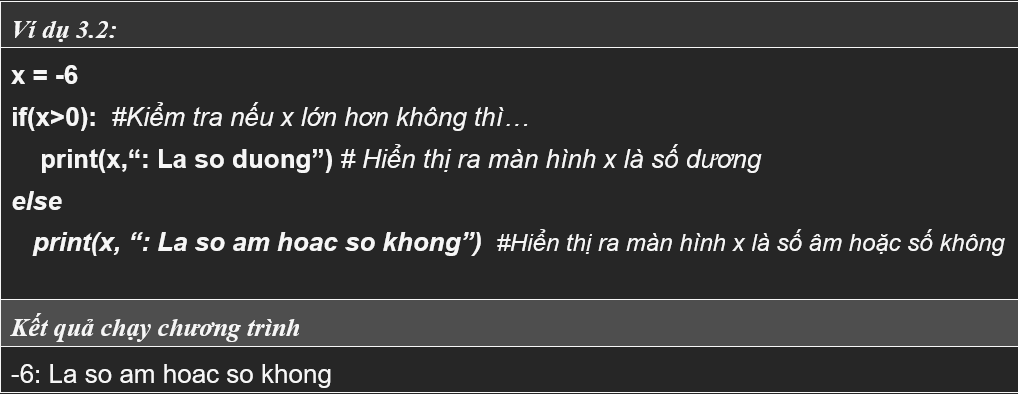 Ví dụ 3.2:
x = -6
if(x>0):  #Kiểm tra nếu x lớn hơn không thì…
print(x,“: La so duong”) # Hiển thị ra màn hình x là số dương
else
print(x, “: La so am hoac so khong”)  #Hiển thị ra màn hình x là số âm hoặc số không
Kết quả chạy chương trình
-6: La so am hoac so khong